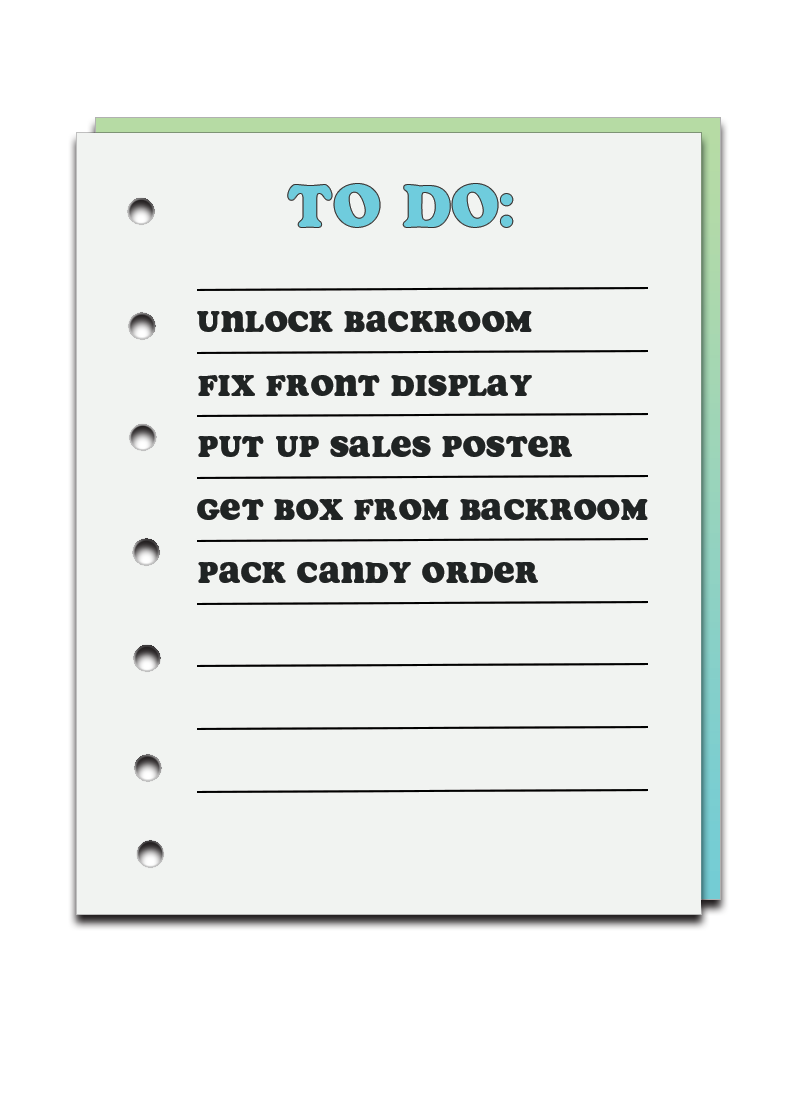 TO DO:
UNLOCK BACKROOM
FIX FRONT DISPLAY
PUT UP SALES POSTER
GET BOX FROM BACKROOM
PACK CANDY ORDER